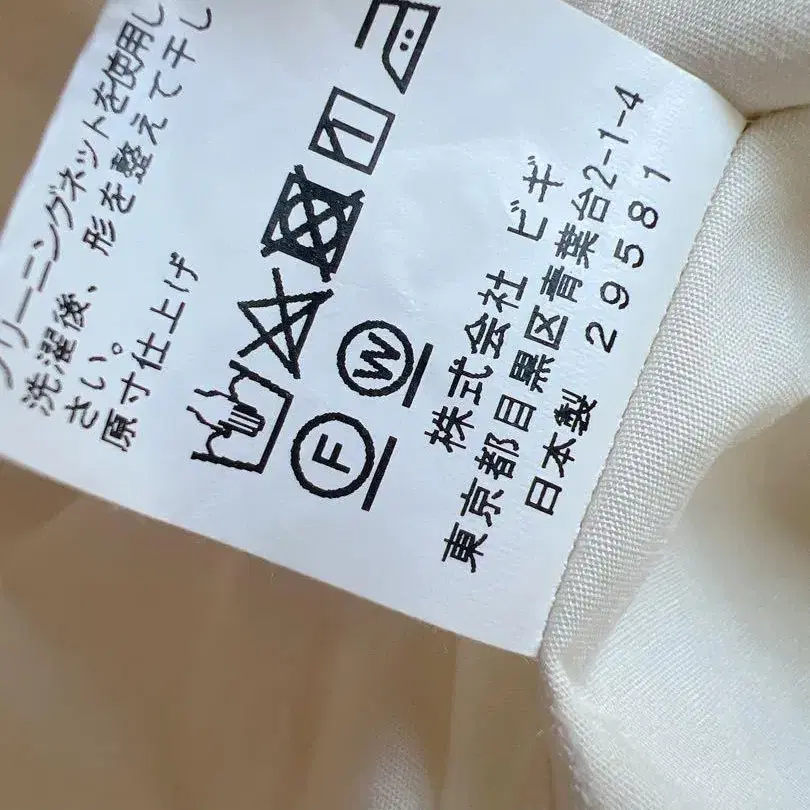 リーニングネットを使用し
洗濯後、形を整えて干し
さい。
原寸仕上げ
F W
株式会社 ビギ
東京都目黒区青葉台2-1-4
日本製 29581